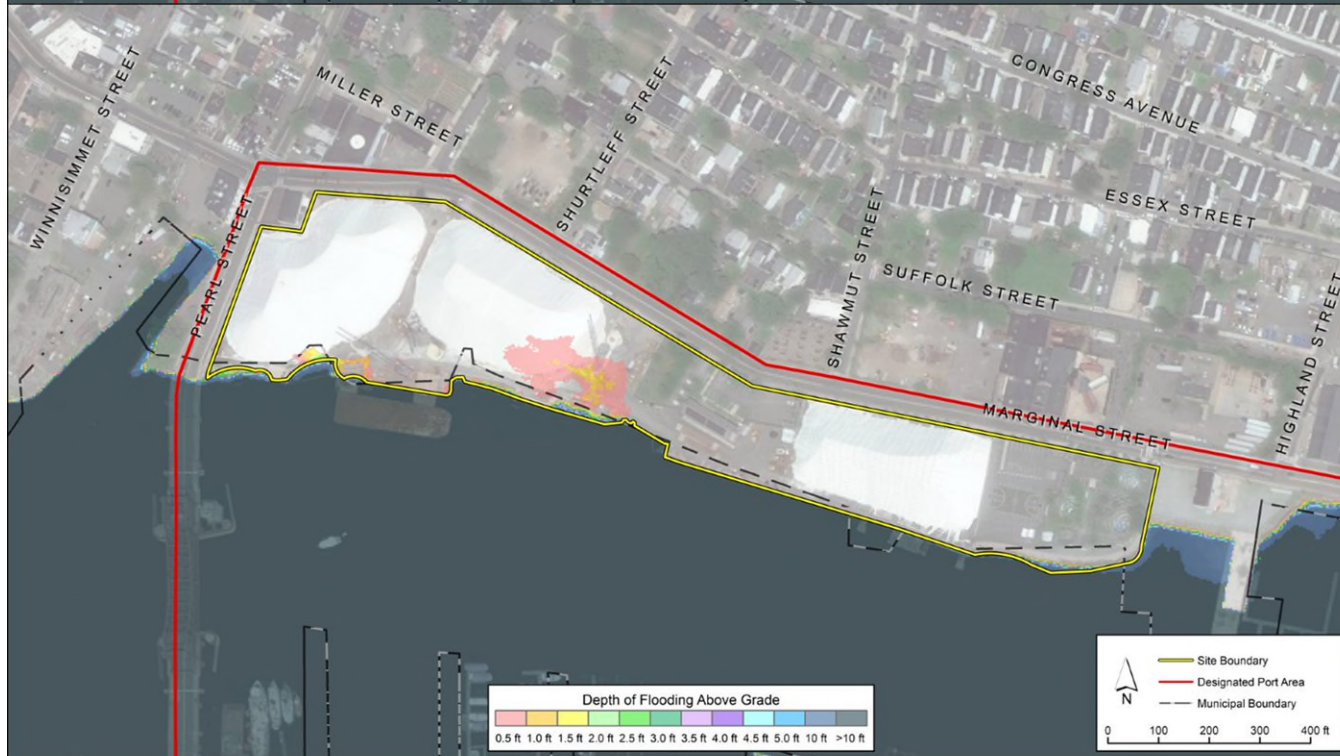 WINNISIMMET STREET
MILLER STREET
SHURTLEFF STREET
CONGRESS AVENUE
ESSEX STREET
PEARL STREET
SHAWMUT STREET
SUFFOLK STREET
HIGHLAND STREET
MARGINAL STREET
Depth of Flooding Above Grade
0.5 ft 1.0 ft 1.5 ft 2.0 ft 2.5 ft 3.0 ft 3.5 ft 4.0 ft 4.5 ft 5.0 ft 10 ft >10 ft
N
Site Boundary
Designated Port Area
Municipal Boundary
0 100 200 300 400 ft